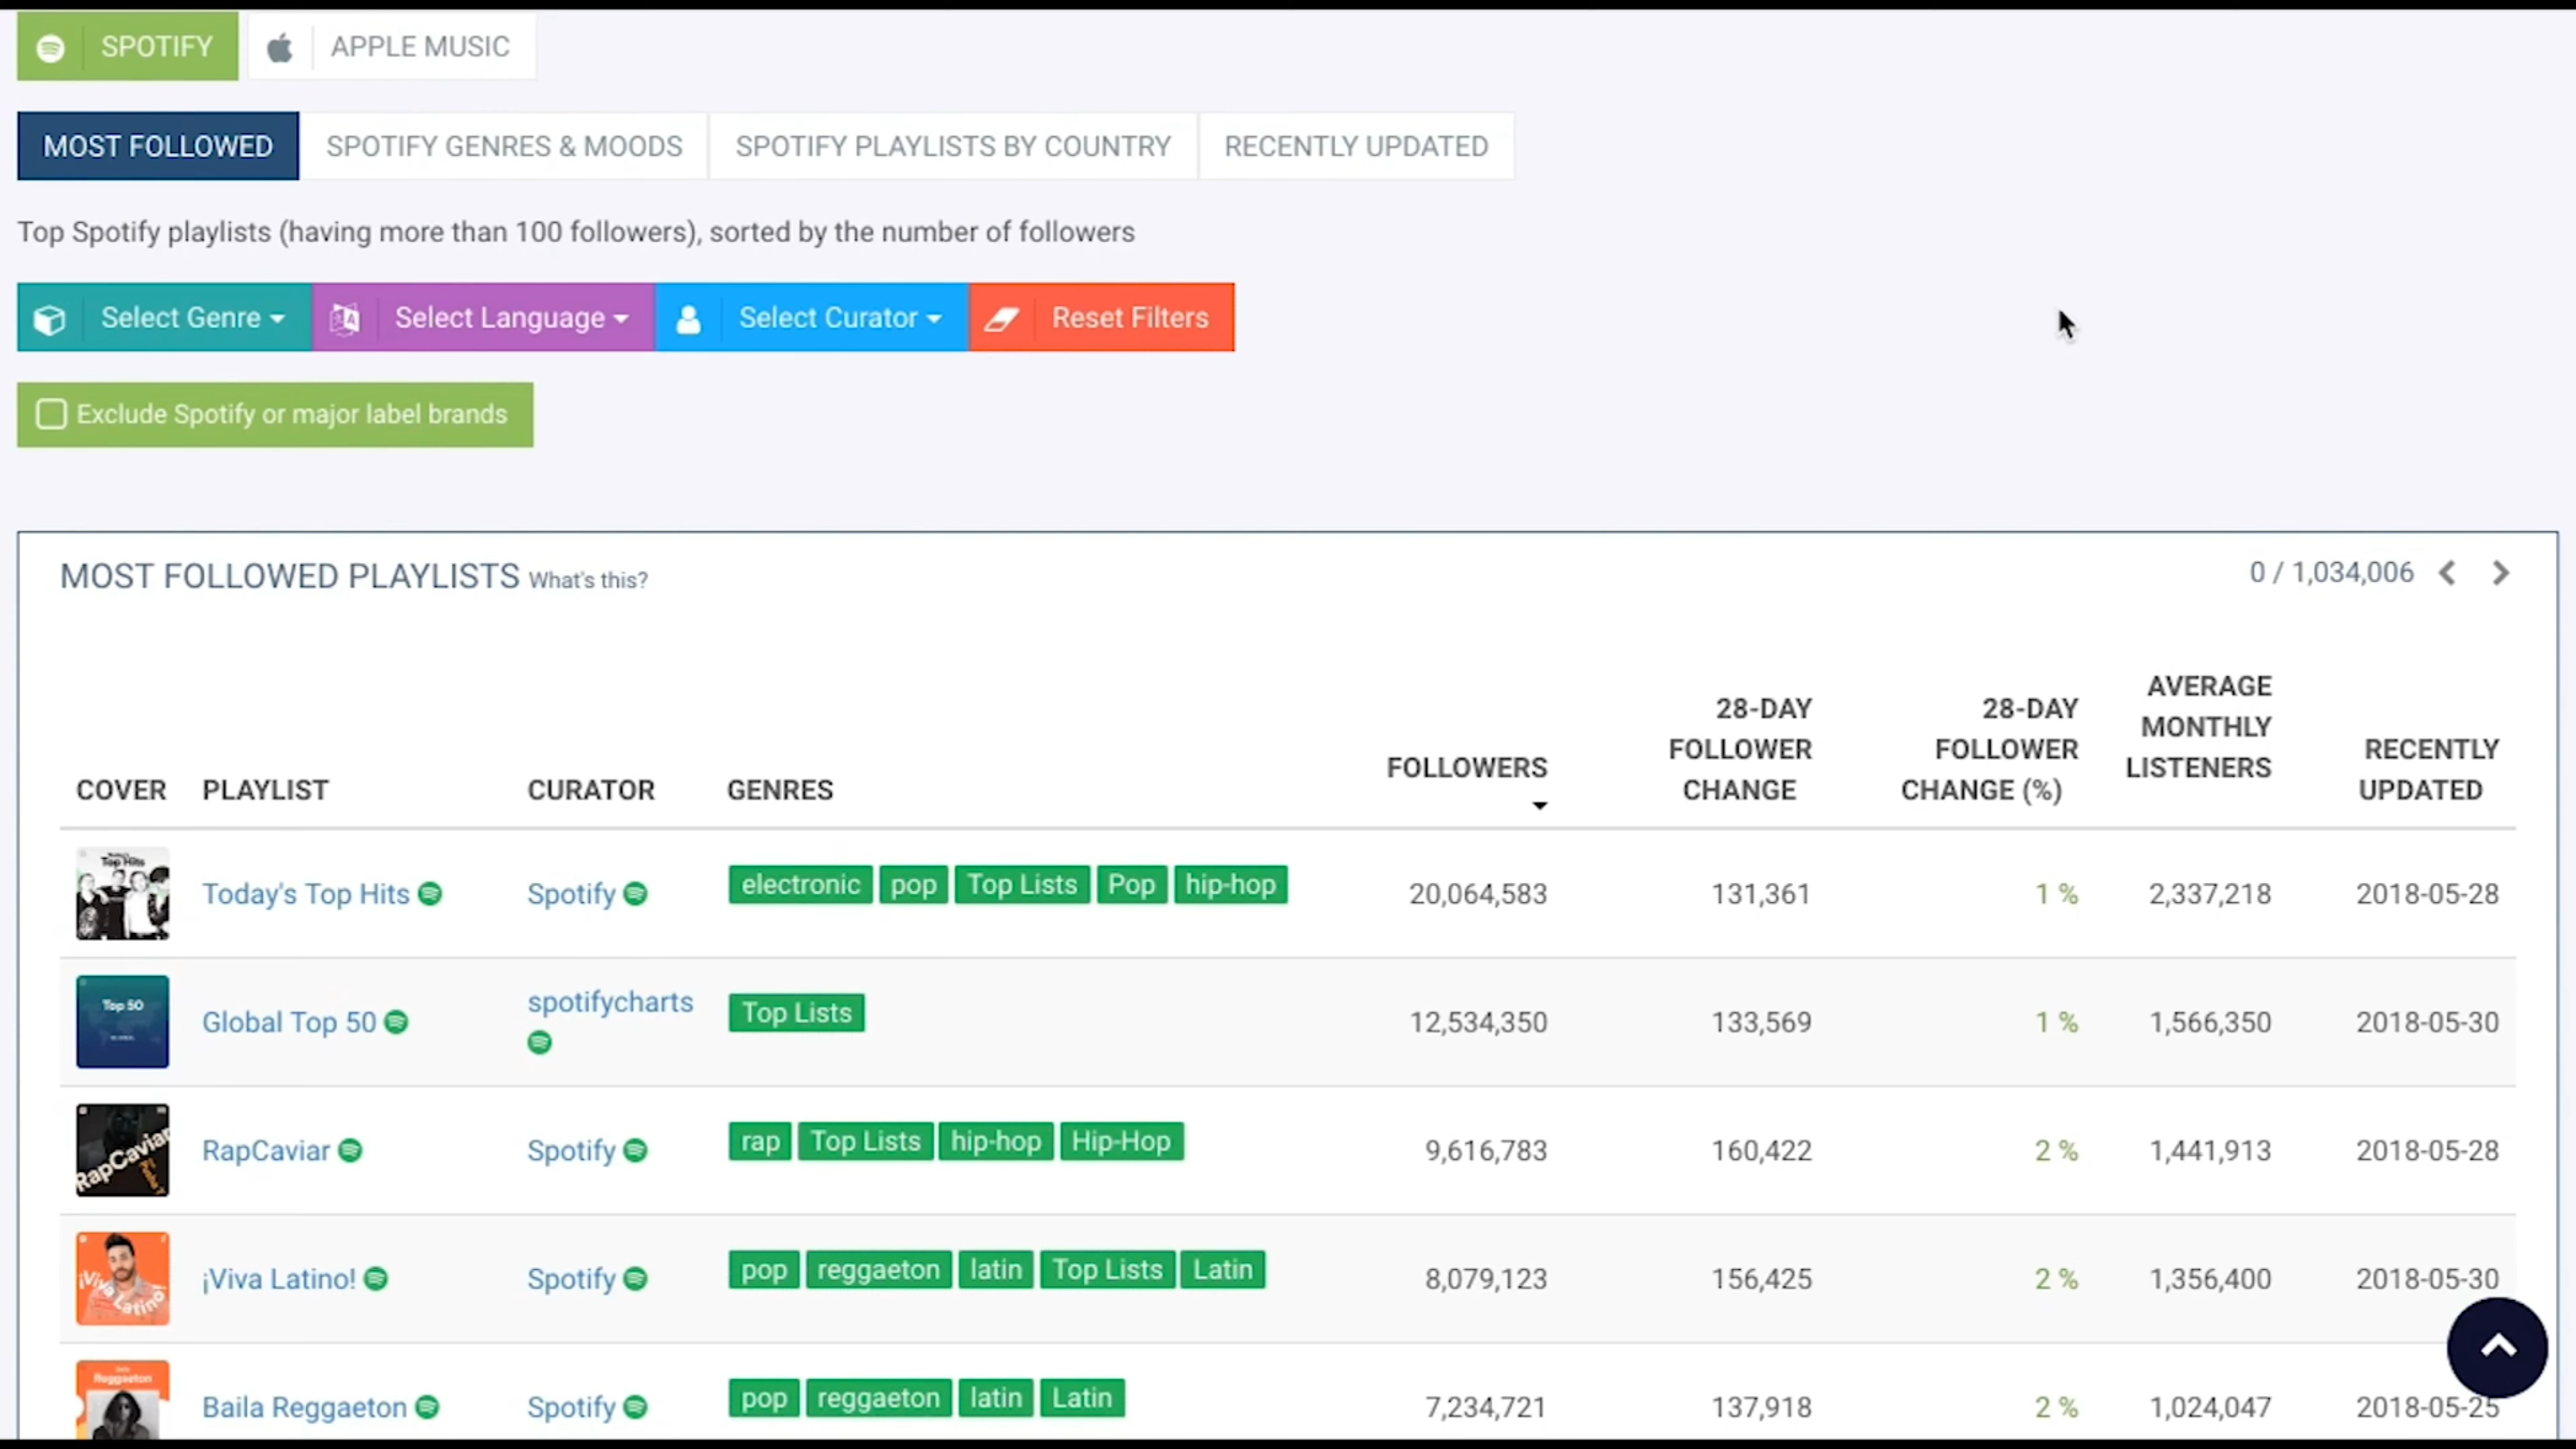 SPOTIFY APPLE MUSIC
MOST FOLLOWED SPOTIFY GENRES & MOODS SPOTIFY PLAYLISTS BY COUNTRY RECENTLY UPDATED
Top Spotify playlists (having more than 100 followers), sorted by the number of followers
Select Genre Select Language Select Curator Reset Filters
Exclude Spotify or major label brands
MOST FOLLOWED PLAYLISTS What's this? 0 / 1,034,006
COVER PLAYLIST CURATOR GENRES FOLLOWERS 28-DAY FOLLOWER CHANGE 28-DAY FOLLOWER CHANGE (%) AVERAGE MONTHLY LISTENERS RECENTLY UPDATED
Top Hits Today's Top Hits Spotify electronic pop Top Lists Pop hip-hop 20,064,583 131,361 1 % 2,337,218 2018-05-28
Top 50 Global Top 50 spotifycharts Top Lists 12,534,350 133,569 1 % 1,566,350 2018-05-30
RapCaviar RapCaviar Spotify rap Top Lists hip-hop Hip-Hop 9,616,783 160,422 2 % 1,441,913 2018-05-28
¡Viva Latino! ¡Viva Latino! Spotify pop reggaeton latin Top Lists Latin 8,079,123 156,425 2 % 1,356,400 2018-05-30
Reggaeton Baila Reggaeton Spotify pop reggaeton latin Latin 7,234,721 137,918 2 % 1,024,047 2018-05-25